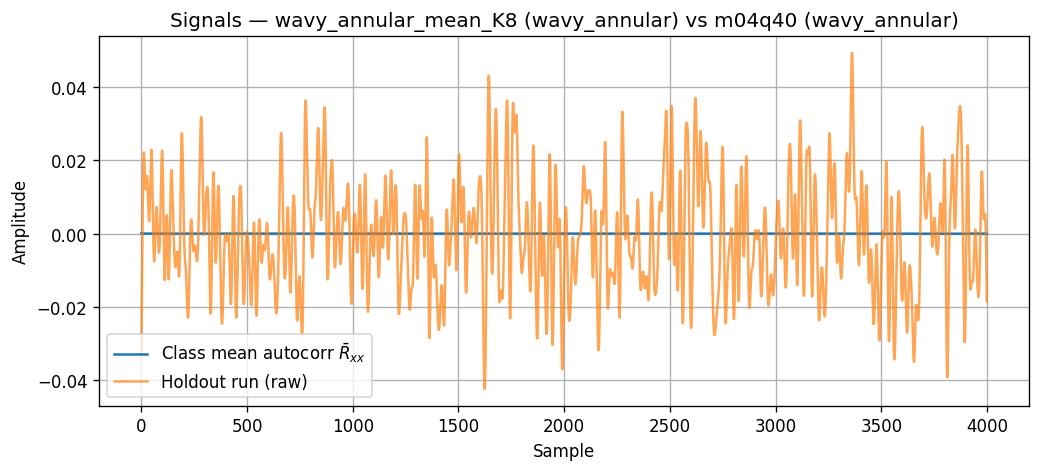 Signals — wavy_annular_mean_K8 (wavy_annular) vs m04q40 (wavy_annular)
Amplitude
0.04
0.02
0.00
−0.02
−0.04
Class mean autocorr R̄xx
Holdout run (raw)
0 500 1000 1500 2000 2500 3000 3500 4000
Sample